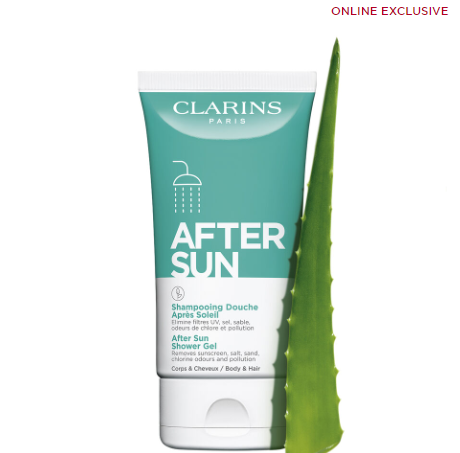 ONLINE EXCLUSIVE
CLARINS
PARIS
AFTER
SUN
Shampooing Douche
Après Soleil
Elimine filtres UV, sel, sable,
odeurs de chlore et pollution
After Sun
Shower Gel
Removes sunscreen, salt, sand,
chlorine odours and pollution
Corps & Cheveux / Body & Hair